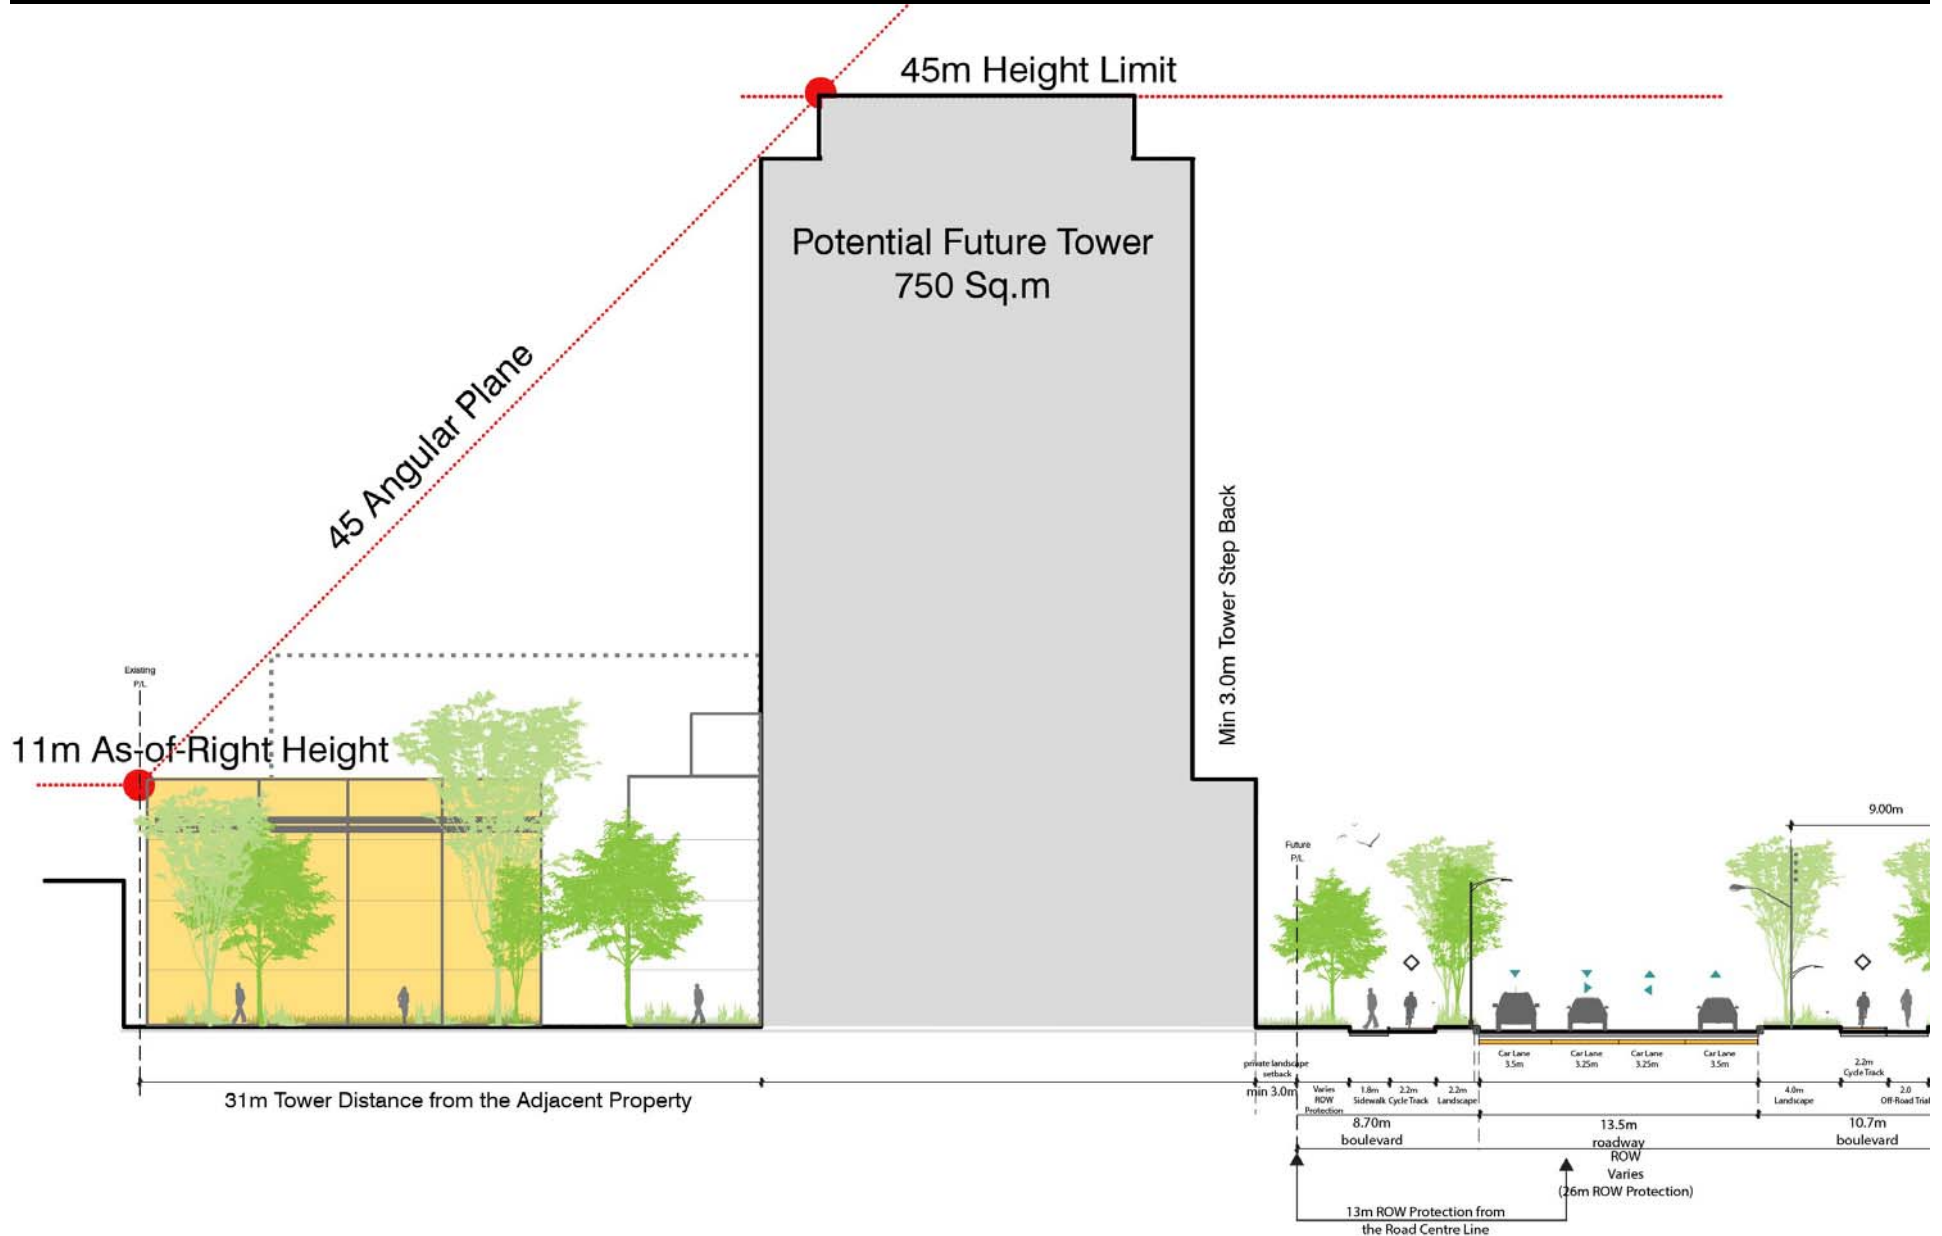 45m Height Limit
Potential Future Tower
750 Sq.m
45 Angular Plane
Min 3.0m Tower Step Back
Existing
P/L
11m As-of-Right Height
9.00m
Future
P/L
Car Lane
3.5m
Car Lane
3.25m
Car Lane
3.25m
Car Lane
3.5m
2.2m
Cycle Track
private landscape
setback
min 3.0m
31m Tower Distance from the Adjacent Property
Varies
ROW
Protection
1.8m
Sidewalk
2.2m
Cycle Track
2.2m
Landscape
4.0m
Landscape
2.0
Off-Road Trial
8.70m
boulevard
13.5m
roadway
10.7m
boulevard
ROW
Varies
(26m ROW Protection)
13m ROW Protection from
the Road Centre Line